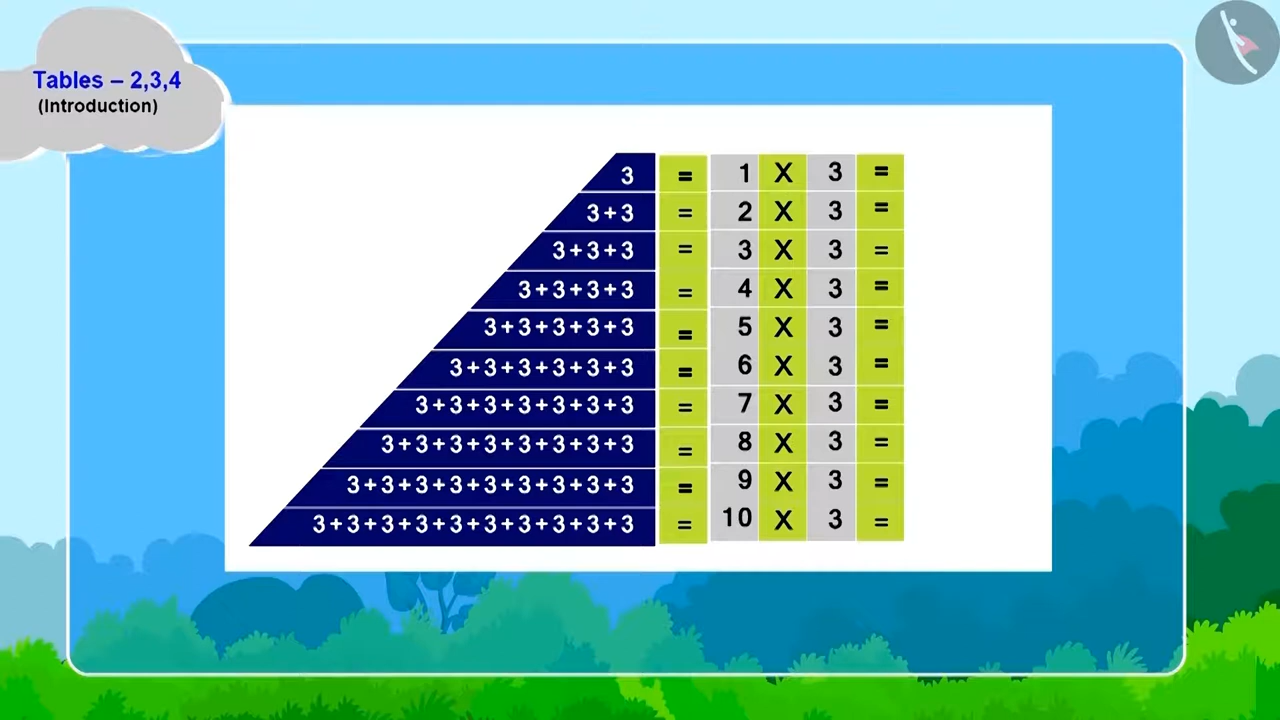 Tables – 2,3,4
(Introduction)
3 = 1 X 3 =
3+3 = 2 X 3 =
3+3+3 = 3 X 3 =
3+3+3+3 = 4 X 3 =
3+3+3+3+3 = 5 X 3 =
3+3+3+3+3+3 = 6 X 3 =
3+3+3+3+3+3+3 = 7 X 3 =
3+3+3+3+3+3+3+3 = 8 X 3 =
3+3+3+3+3+3+3+3+3 = 9 X 3 =
3+3+3+3+3+3+3+3+3+3 = 10 X 3 =